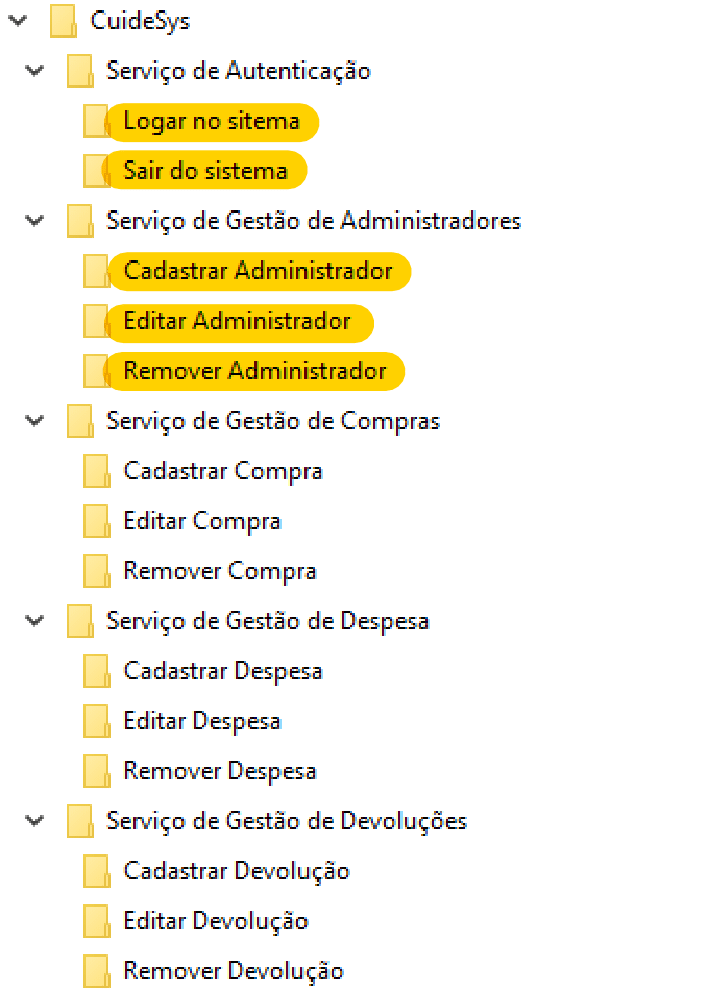 CuideSys
Serviço de Autenticação
Logar no sitema
Sair do sistema
Serviço de Gestão de Administradores
Cadastrar Administrador
Editar Administrador
Remover Administrador
Serviço de Gestão de Compras
Cadastrar Compra
Editar Compra
Remover Compra
Serviço de Gestão de Despesa
Cadastrar Despesa
Editar Despesa
Remover Despesa
Serviço de Gestão de Devoluções
Cadastrar Devolução
Editar Devolução
Remover Devolução